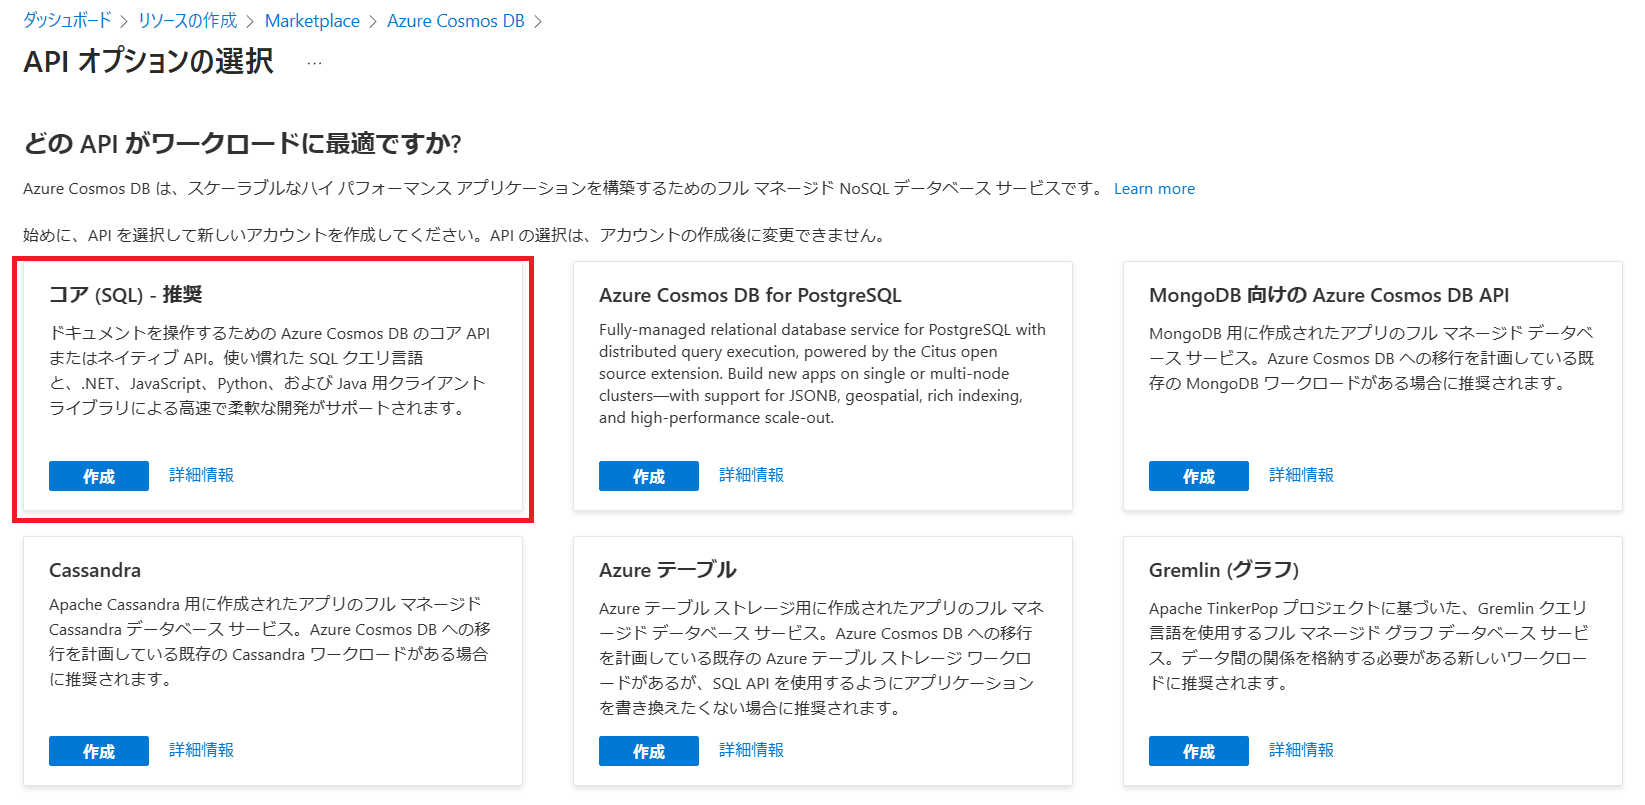 ダッシュボード > リソースの作成 > Marketplace > Azure Cosmos DB >
API オプションの選択 ...
どの API がワークロードに最適ですか?
Azure Cosmos DB は、スケーラブルなハイ パフォーマンス アプリケーションを構築するためのフル マネージド NoSQL データベース サービスです。 Learn more
始めに、API を選択して新しいアカウントを作成してください。API の選択は、アカウントの作成後に変更できません。
コア (SQL) - 推奨
ドキュメントを操作するための Azure Cosmos DB のコア API
またはネイティブ API。使い慣れた SQL クエリ言語
と、.NET、JavaScript、Python、および Java 用クライアント
ライブラリによる高速で柔軟な開発がサポートされます。
作成 詳細情報
Azure Cosmos DB for PostgreSQL
Fully-managed relational database service for PostgreSQL with
distributed query execution, powered by the Citus open
source extension. Build new apps on single or multi-node
clusters—with support for JSONB, geospatial, rich indexing,
and high-performance scale-out.
作成 詳細情報
MongoDB 向けの Azure Cosmos DB API
MongoDB 用に作成されたアプリのフル マネージド データベ
ース サービス。Azure Cosmos DB への移行を計画している既
存の MongoDB ワークロードがある場合に推奨されます。
作成 詳細情報
Cassandra
Apache Cassandra 用に作成されたアプリのフル マネージド
Cassandra データベース サービス。Azure Cosmos DB への移
行を計画している既存の Cassandra ワークロードがある場合
に推奨されます。
作成 詳細情報
Azure テーブル
Azure テーブル ストレージ用に作成されたアプリのフル マネ
ージド データベース サービス。Azure Cosmos DB への移行
を計画している既存の Azure テーブル ストレージ ワークロ
ードがあるが、SQL API を使用するようにアプリケーション
を書き換えたくない場合に推奨されます。
作成 詳細情報
Gremlin (グラフ)
Apache TinkerPop プロジェクトに基づいた、Gremlin クエリ
言語を使用するフル マネージド グラフ データベース サービ
ス。データ間の関係を格納する必要がある新しいワークロー
ドに推奨されます。
作成 詳細情報